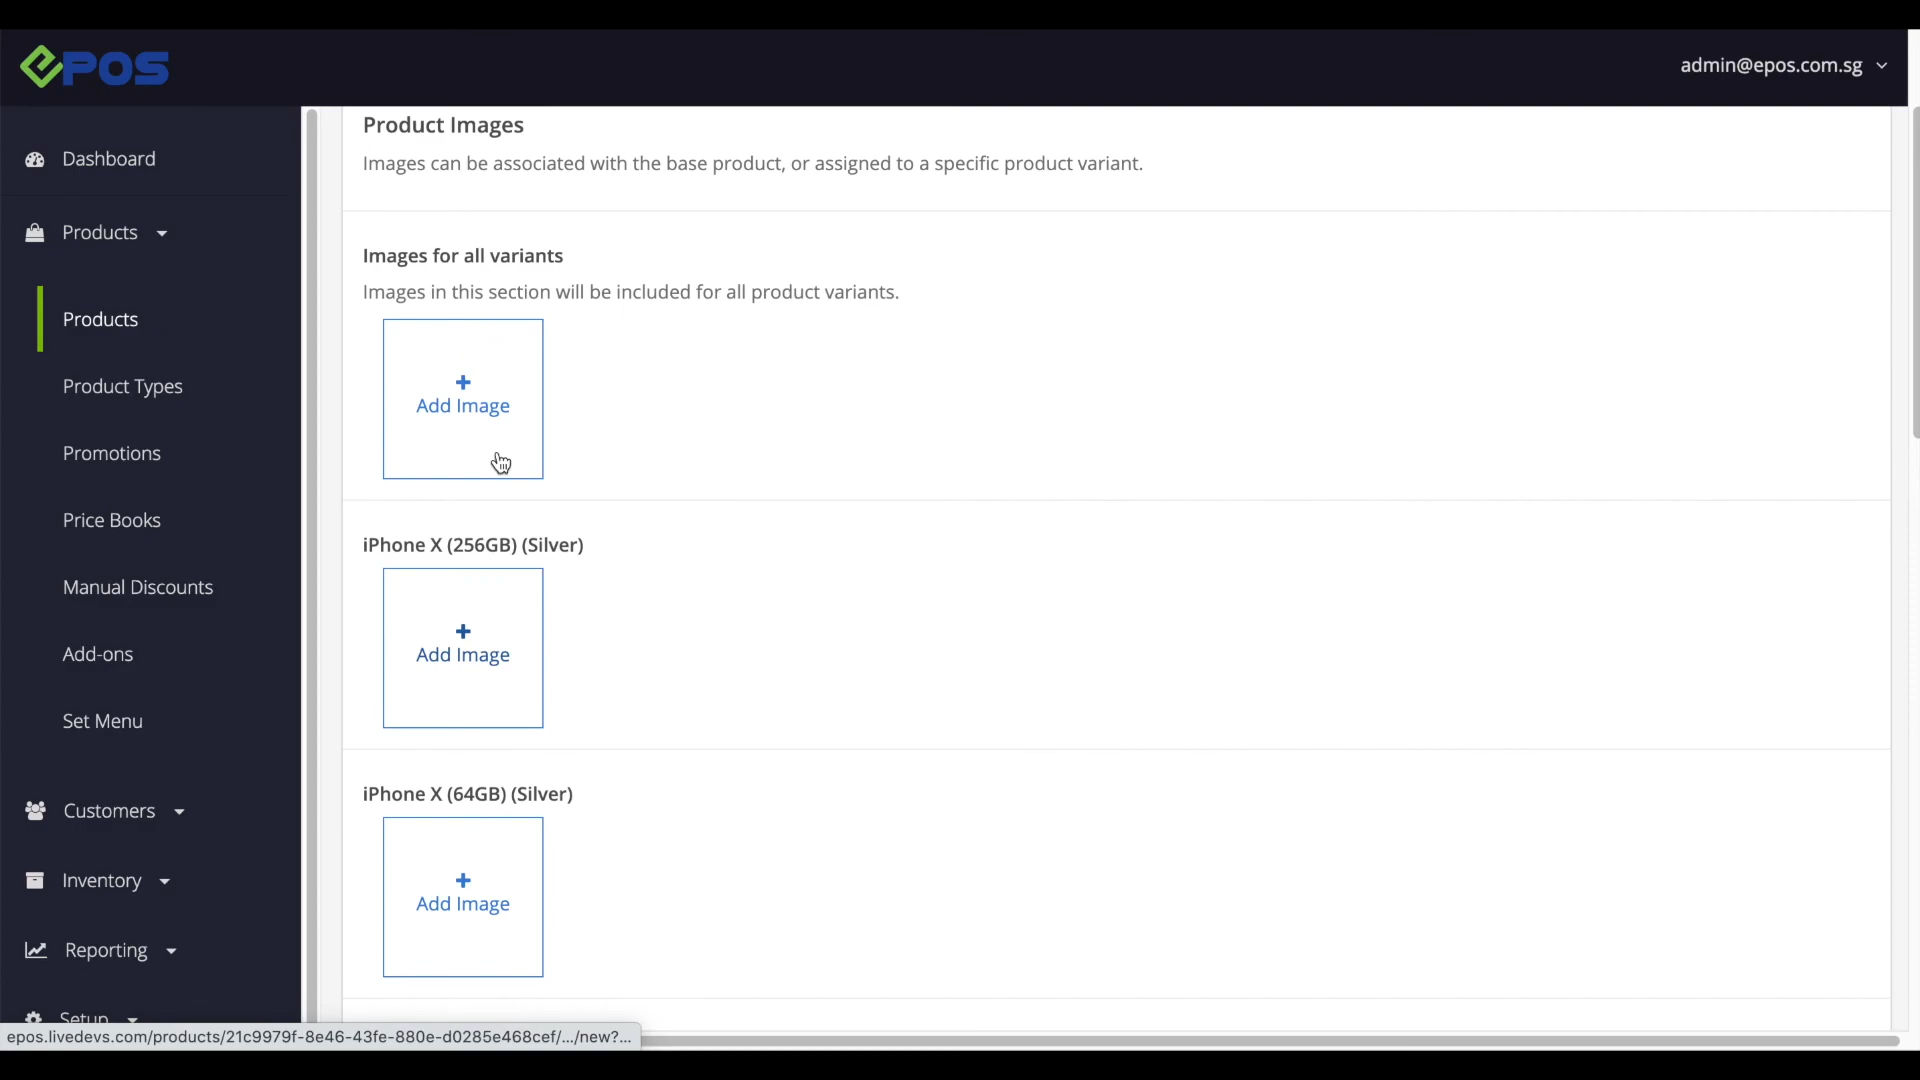 ePOS
admin@epos.com.sg
Dashboard
Products
Products
Product Types
Promotions
Price Books
Manual Discounts
Add-ons
Set Menu
Customers
Inventory
Reporting
Setup
Product Images
Images can be associated with the base product, or assigned to a specific product variant.
Images for all variants
Images in this section will be included for all product variants.
+
Add Image
iPhone X (256GB) (Silver)
+
Add Image
iPhone X (64GB) (Silver)
+
Add Image
epos.livedevs.com/products/21c9979f-8e46-43fe-880e-d0285e468cef/.../new?...